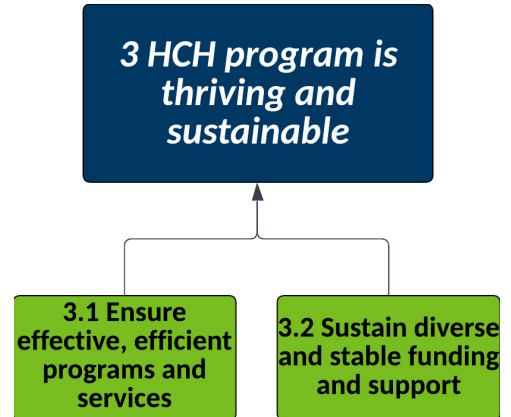 3 HCH program is
thriving and
sustainable
3.1 Ensure
effective, efficient
programs and
services
3.2 Sustain diverse
and stable funding
and support